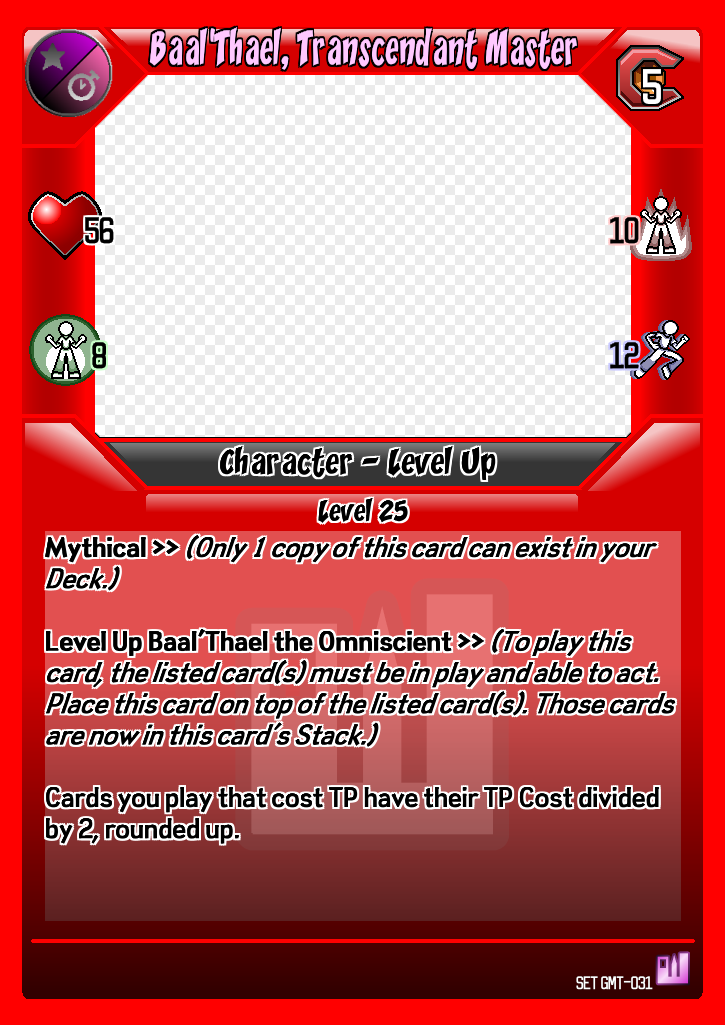 Baal'Thael, Transcendant Master
5
56
10
8
12
Character - Level Up
Level 25
Mythical >> (Only 1 copy of this card can exist in your
Deck.)
Level Up Baal'Thael the Omniscient >> (To play this
card, the listed card(s) must be in play and able to act.
Place this card on top of the listed card(s). Those cards
are now in this card's Stack.)
Cards you play that cost TP have their TP Cost divided
by 2, rounded up.
SET GMT-031